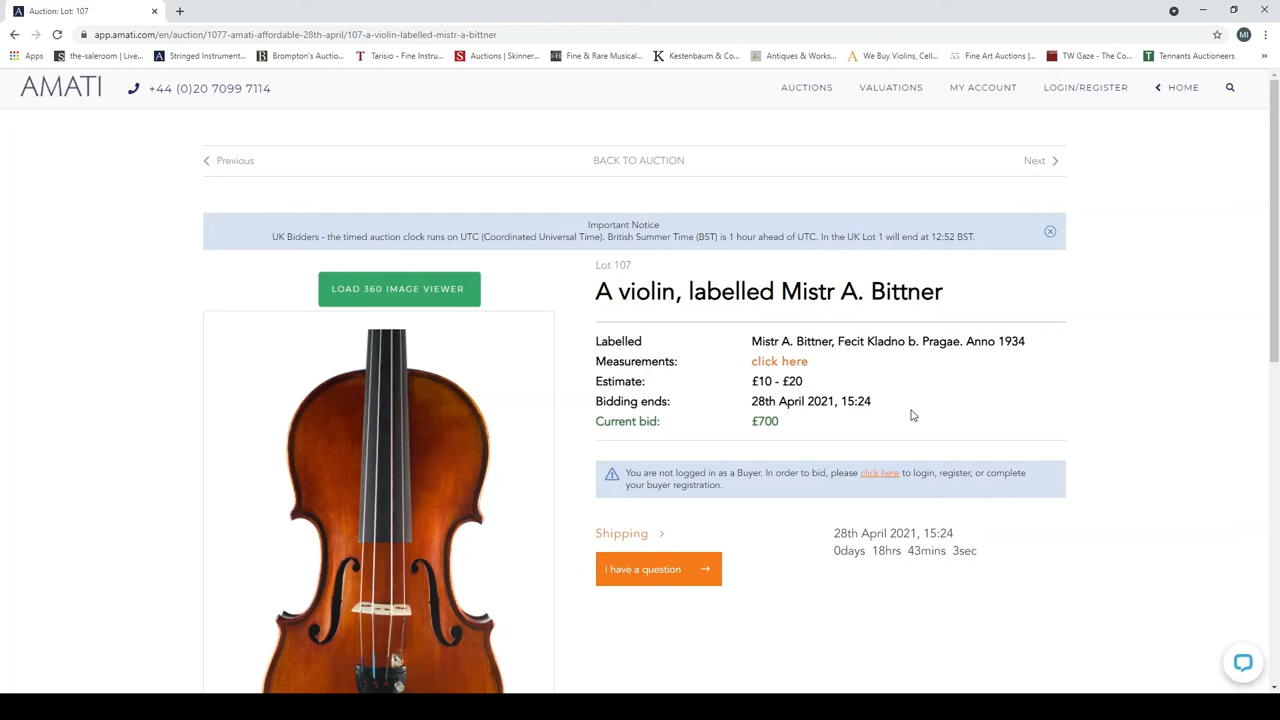 Auction: Lot: 107
app.amati.com/en/auction/1077-amati-affordable-28th-april/107-a-violin-labelled-mistr-a-bittner
MI
Apps the-saleroom | Live... Stringed Instrument... Brompton's Auctio... Tarisio - Fine Instru... Auctions | Skinner... Fine & Rare Musical... Kestenbaum & Co... Antiques & Works... We Buy Violins, Cell... Fine Art Auctions |... TW Gaze - The Co... Tennants Auctioneers »
AMATI +44 (0)20 7099 7114 AUCTIONS VALUATIONS MY ACCOUNT LOGIN/REGISTER HOME
Previous BACK TO AUCTION Next
Important Notice
UK Bidders - the timed auction clock runs on UTC (Coordinated Universal Time). British Summer Time (BST) is 1 hour ahead of UTC. In the UK Lot 1 will end at 12:52 BST.
Lot 107
LOAD 360 IMAGE VIEWER
A violin, labelled Mistr A. Bittner
Labelled Mistr A. Bittner, Fecit Kladno b. Pragae. Anno 1934
Measurements: click here
Estimate: £10 - £20
Bidding ends: 28th April 2021, 15:24
Current bid: £700
You are not logged in as a Buyer. In order to bid, please click here to login, register, or complete
your buyer registration.
Shipping 28th April 2021, 15:24
0days 18hrs 43mins 3sec
I have a question